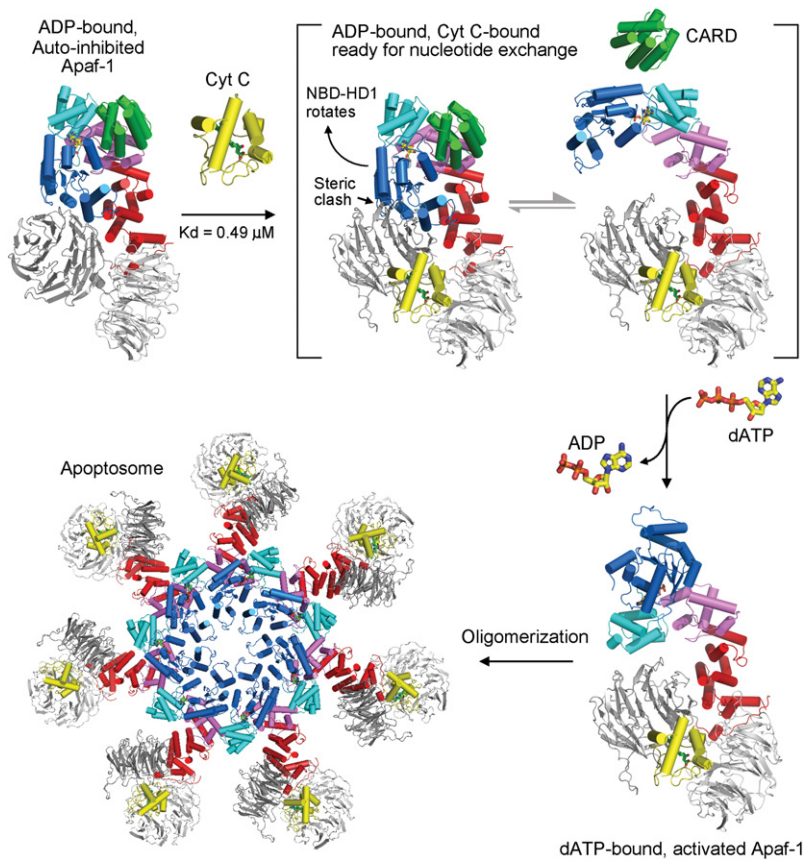 ADP-bound,
Auto-inhibited
Apaf-1
Cyt C
Kd = 0.49 μM
ADP-bound, Cyt C-bound
ready for nucleotide exchange
CARD
NBD-HD1
rotates
Steric
clash
ADP
dATP
Apoptosome
Oligomerization
dATP-bound, activated Apaf-1